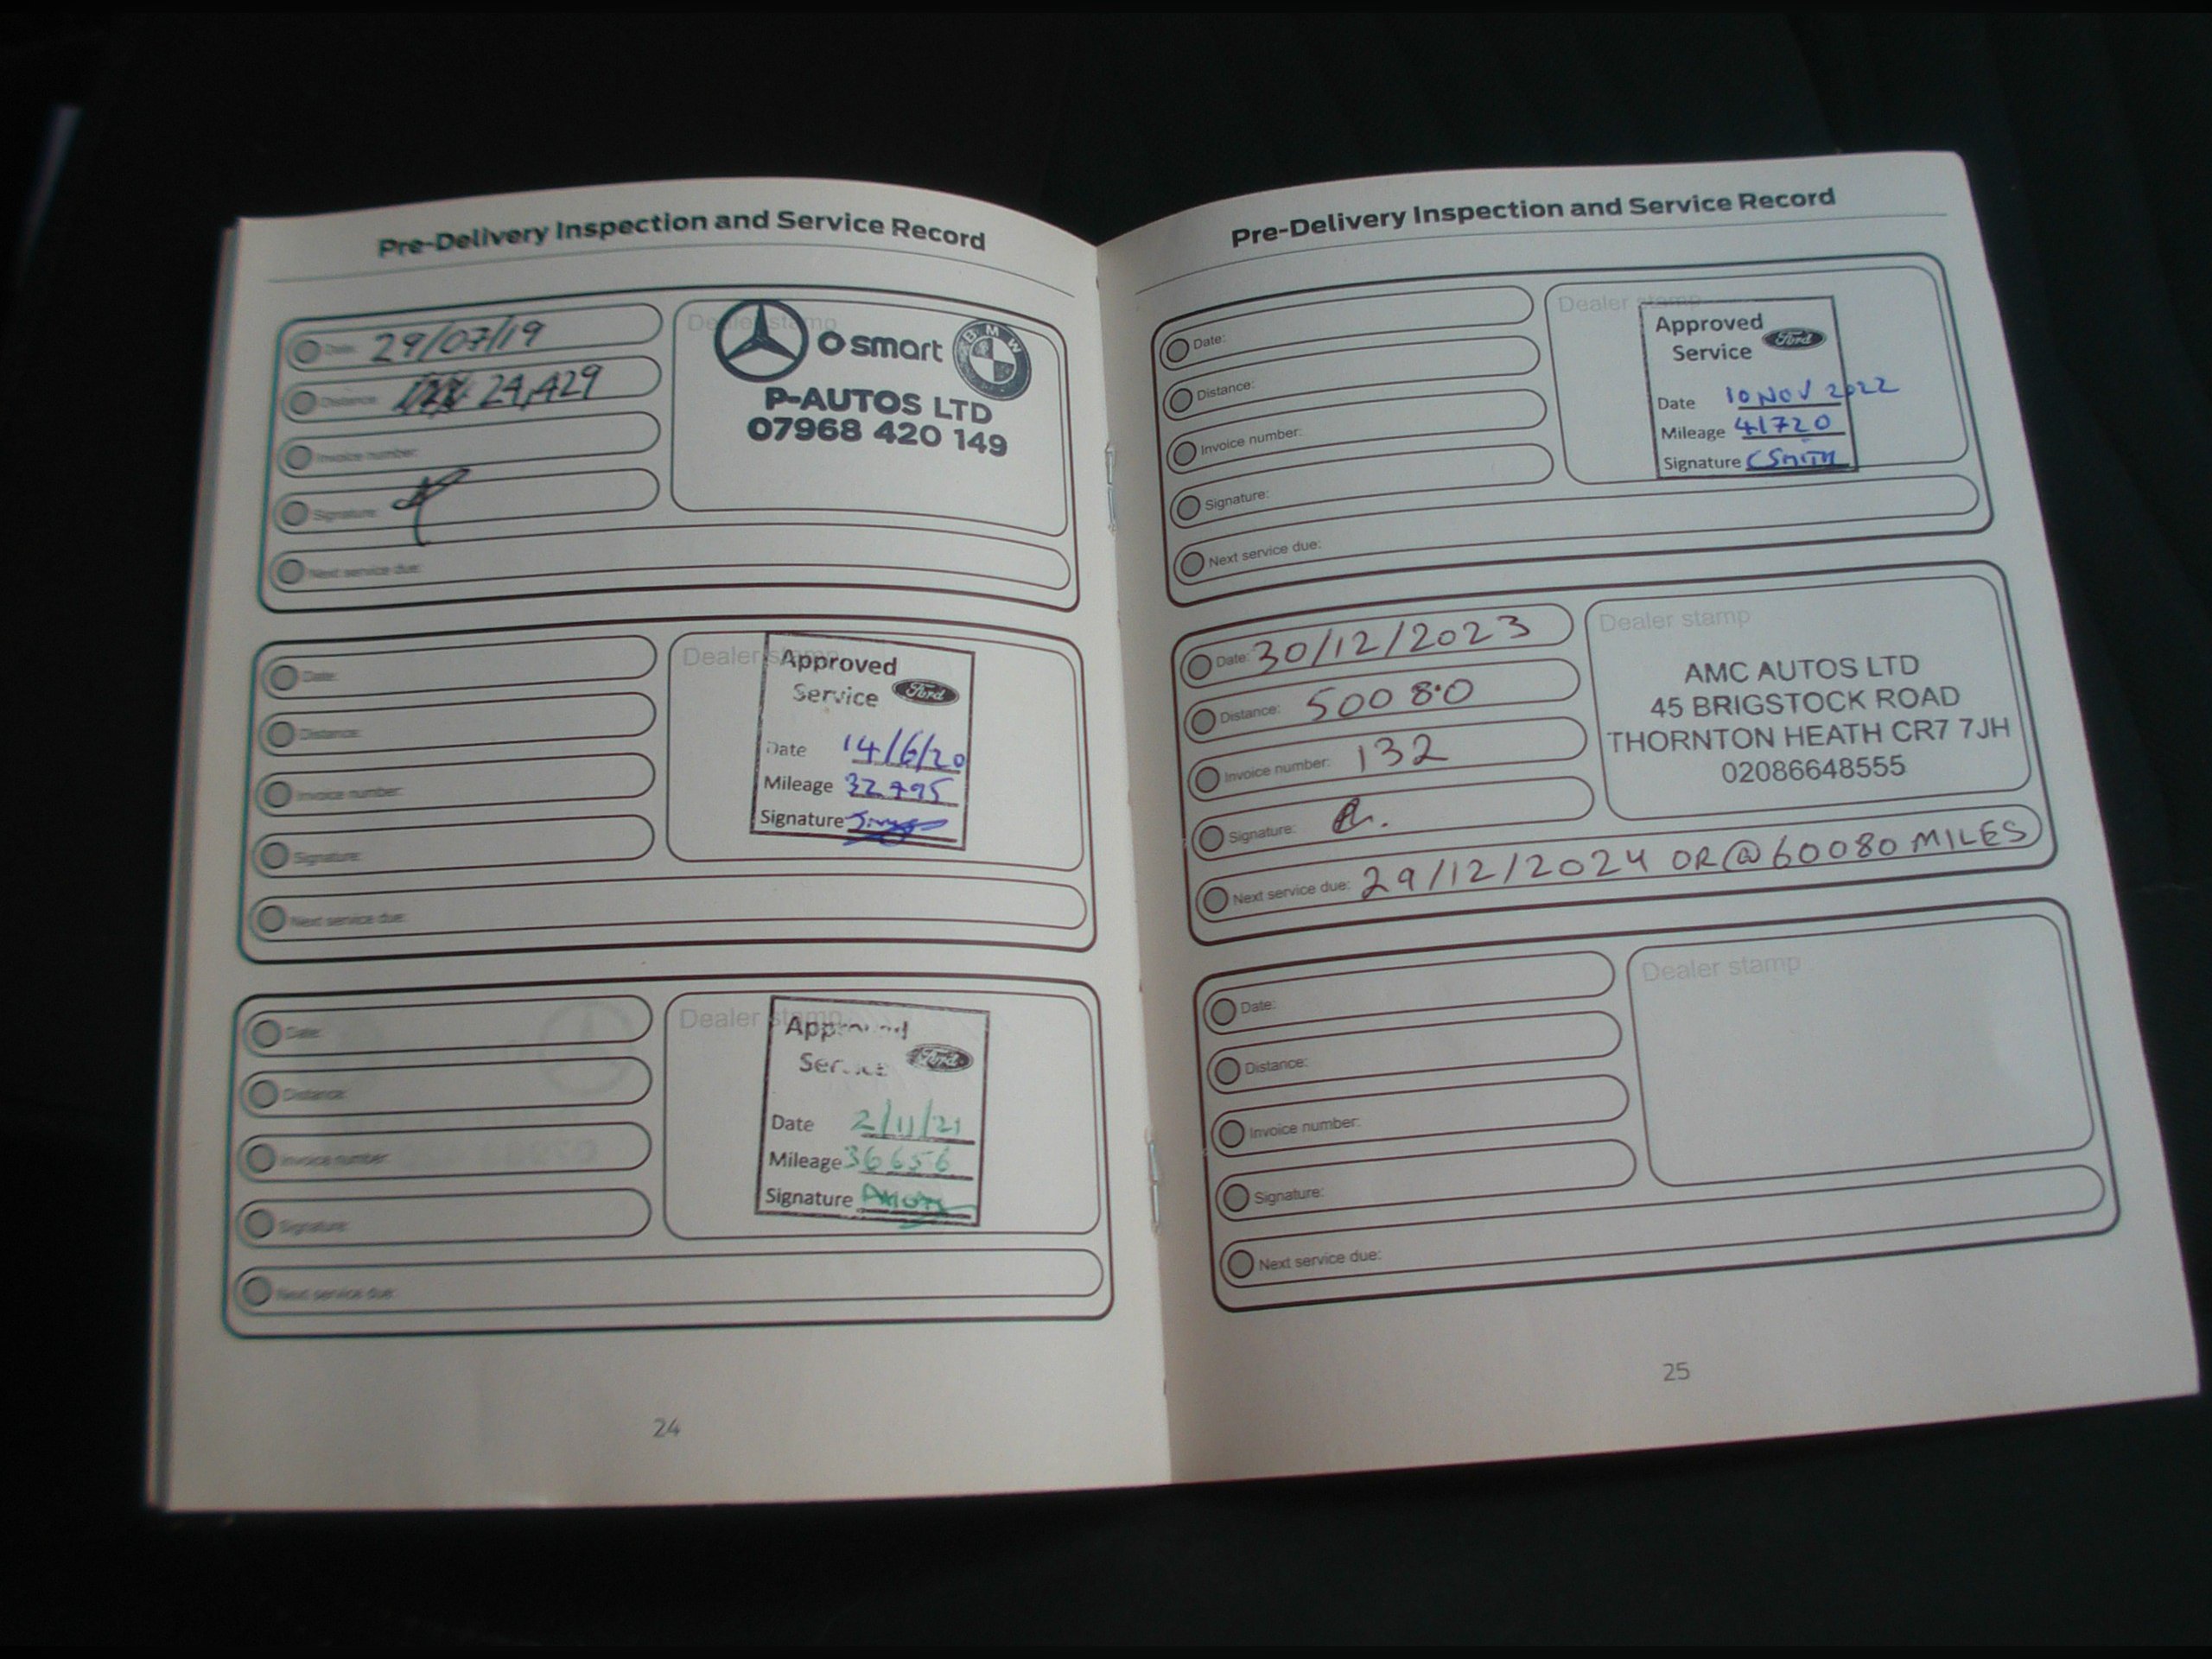 Pre-Delivery Inspection and Service Record
Date: 29/07/19
Distance: 24,429
Invoice number:
Signature:
Next service due:
Dealer stamp
smart
BMW
P-AUTOS LTD
07968 420 149
Date:
Distance:
Invoice number:
Signature:
Next service due:
Dealer stamp
Approved
Service Ford
Date 14/6/20
Mileage 32795
Signature
Date:
Distance:
Invoice number:
Signature:
Next service due:
Dealer stamp
Approved
Service Ford
Date 2/11/21
Mileage 36656
Signature
24
Pre-Delivery Inspection and Service Record
Date:
Distance:
Invoice number:
Signature:
Next service due:
Dealer stamp
Approved
Service Ford
Date 10 NOV 2022
Mileage 41720
Signature C SMITH
Date: 30/12/2023
Distance: 50080
Invoice number: 132
Signature:
Next service due: 29/12/2024 OR @ 60080 MILES
Dealer stamp
AMC AUTOS LTD
45 BRIGSTOCK ROAD
THORNTON HEATH CR7 7JH
02086648555
Date:
Distance:
Invoice number:
Signature:
Next service due:
Dealer stamp
25